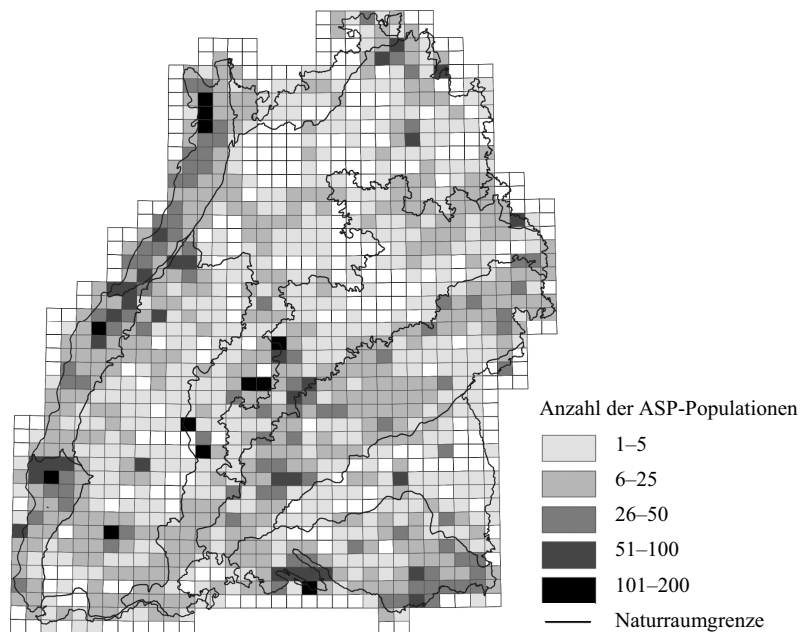 Anzahl der ASP-Populationen
1–5
6–25
26–50
51–100
101–200
Naturraumgrenze